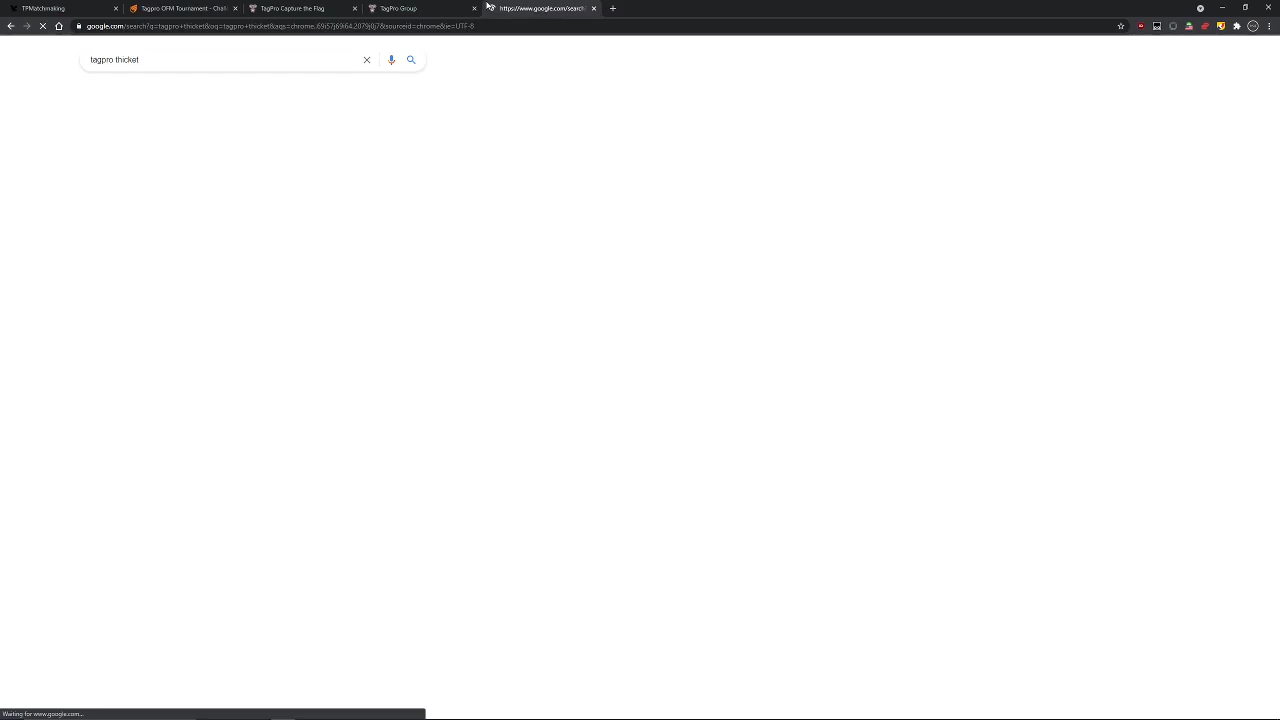 TPMatchmaking
Tagpro OFM Tournament - Chall
TagPro Capture the Flag
TagPro Group
https://www.google.com/search?
google.com/search?q=tagpro+thicket&oq=tagpro+thicket&aqs=chrome..69i57j69i64.2079j0j7&sourceid=chrome&ie=UTF-8
tagpro thicket
Waiting for www.google.com...